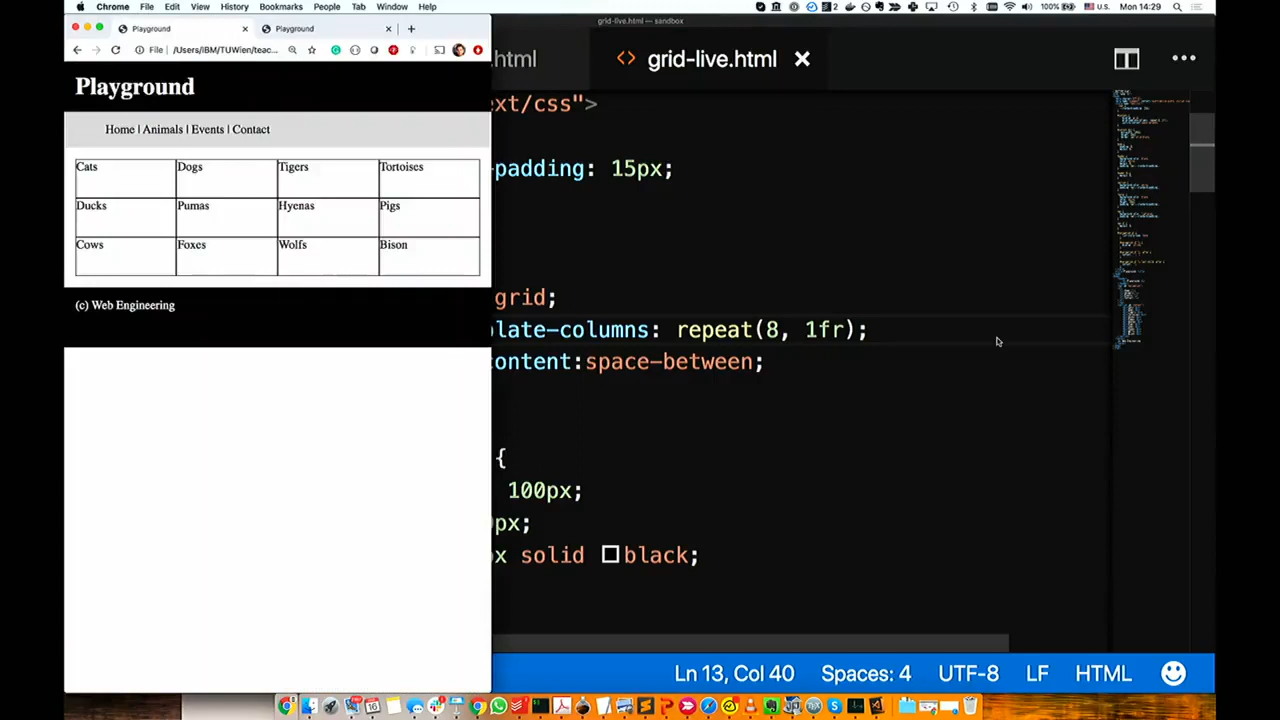 Chrome File Edit View History Bookmarks People Tab Window Help
100% U.S. Mon 14:29
grid-live.html — sandbox
Playground Playground
File /Users/IBM/TUWien/teac...
.html grid-live.html
Playground
Home | Animals | Events | Contact
Cats Dogs Tigers Tortoises
Ducks Pumas Hyenas Pigs
Cows Foxes Wolfs Bison
(c) Web Engineering
ext/css">
-padding: 15px;
grid;
plate-columns: repeat(8, 1fr);
content:space-between;
{
100px;
px;
x solid black;
Ln 13, Col 40 Spaces: 4 UTF-8 LF HTML